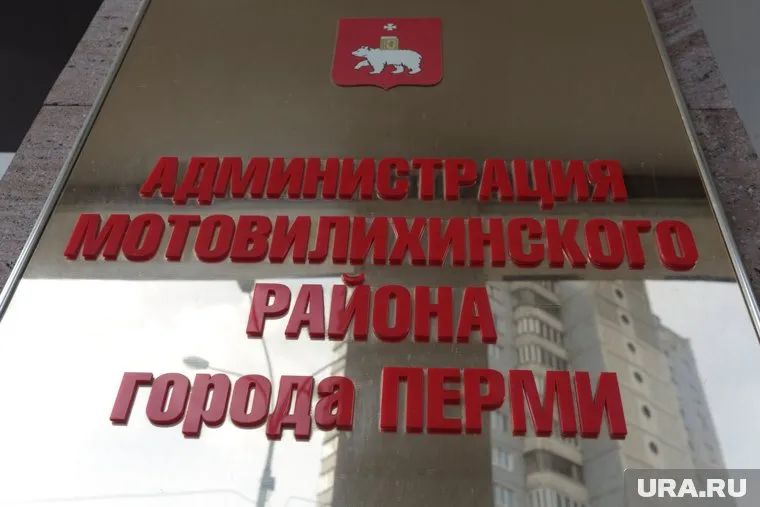 АДМИНИСТРАЦИЯ
МОТОВИЛИХИНСКОГО
РАЙОНА
города ПЕРМИ
URA.RU